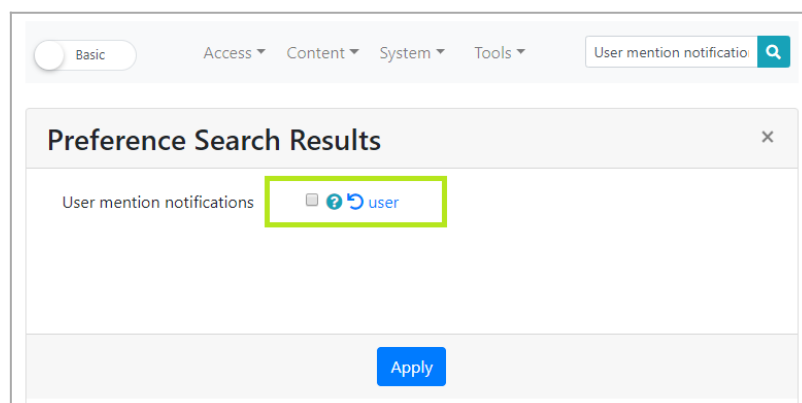 Basic Access Content System Tools User mention notificatio
Preference Search Results ×
User mention notifications ? user
Apply